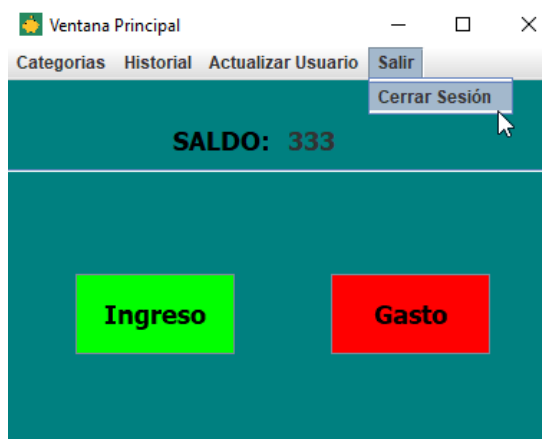 Ventana Principal
Categorias Historial Actualizar Usuario Salir
Cerrar Sesión
SALDO: 333
Ingreso Gasto